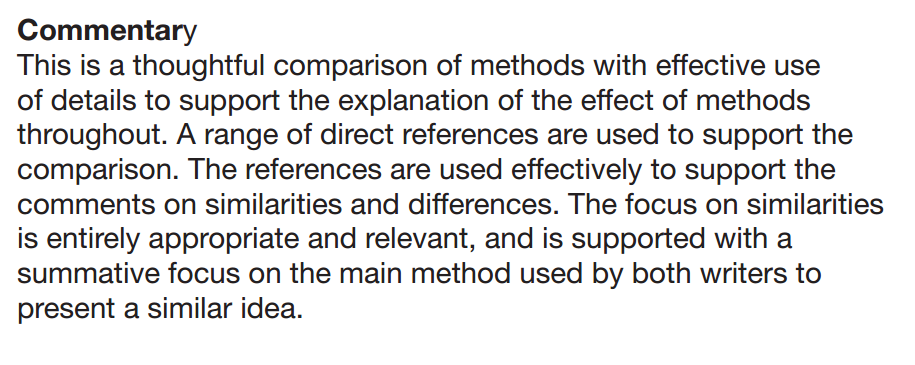 Commentary
This is a thoughtful comparison of methods with effective use
of details to support the explanation of the effect of methods
throughout. A range of direct references are used to support the
comparison. The references are used effectively to support the
comments on similarities and differences. The focus on similarities
is entirely appropriate and relevant, and is supported with a
summative focus on the main method used by both writers to
present a similar idea.